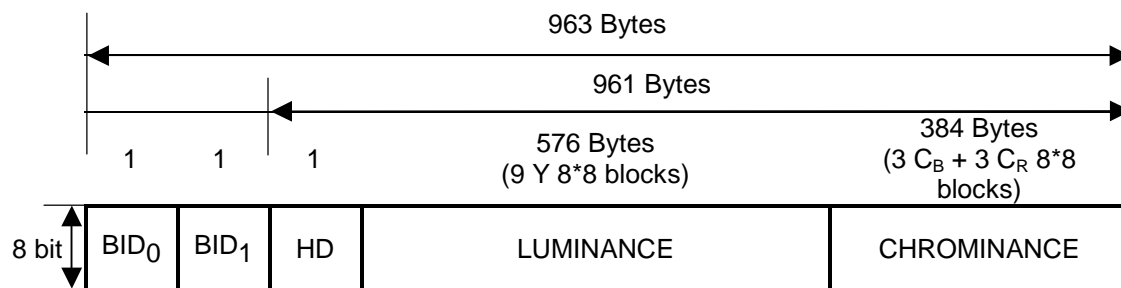 963 Bytes
961 Bytes
1 1 1 576 Bytes
(9 Y 8*8 blocks)
384 Bytes
(3 C_B + 3 C_R 8*8
blocks)
8 bit BID_0 BID_1 HD LUMINANCE CHROMINANCE